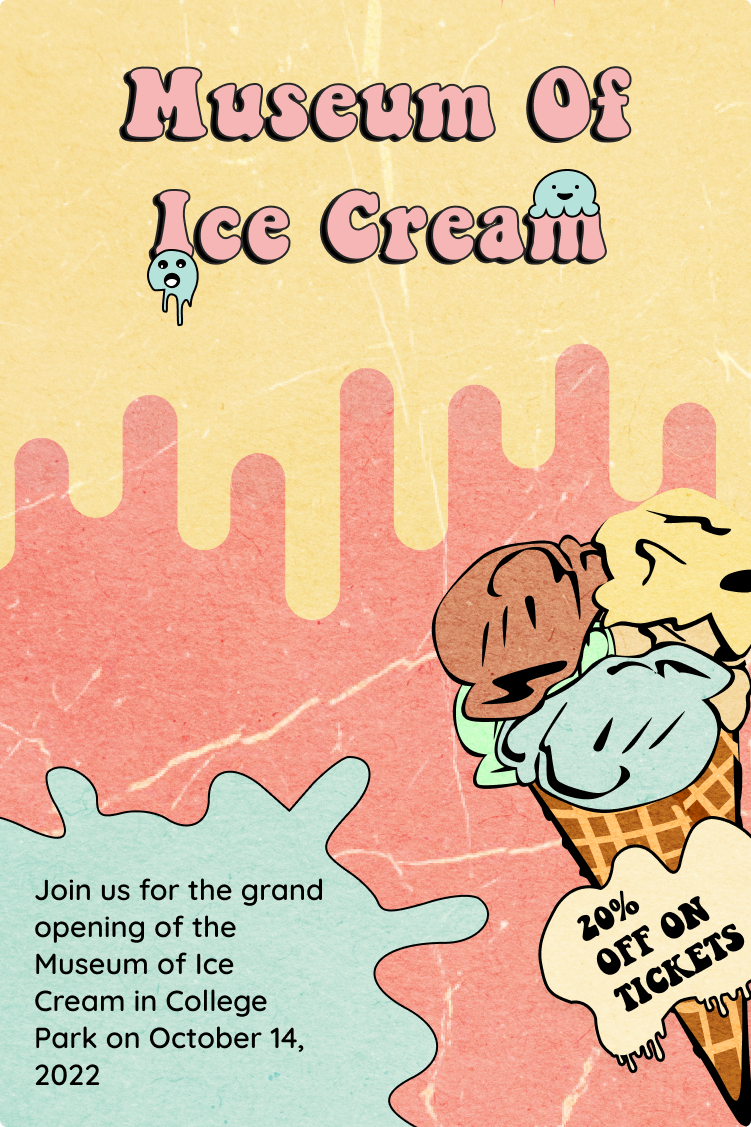 Museum Of
Ice Cream
Join us for the grand
opening of the
Museum of Ice
Cream in College
Park on October 14,
2022
20%
OFF ON
TICKETS